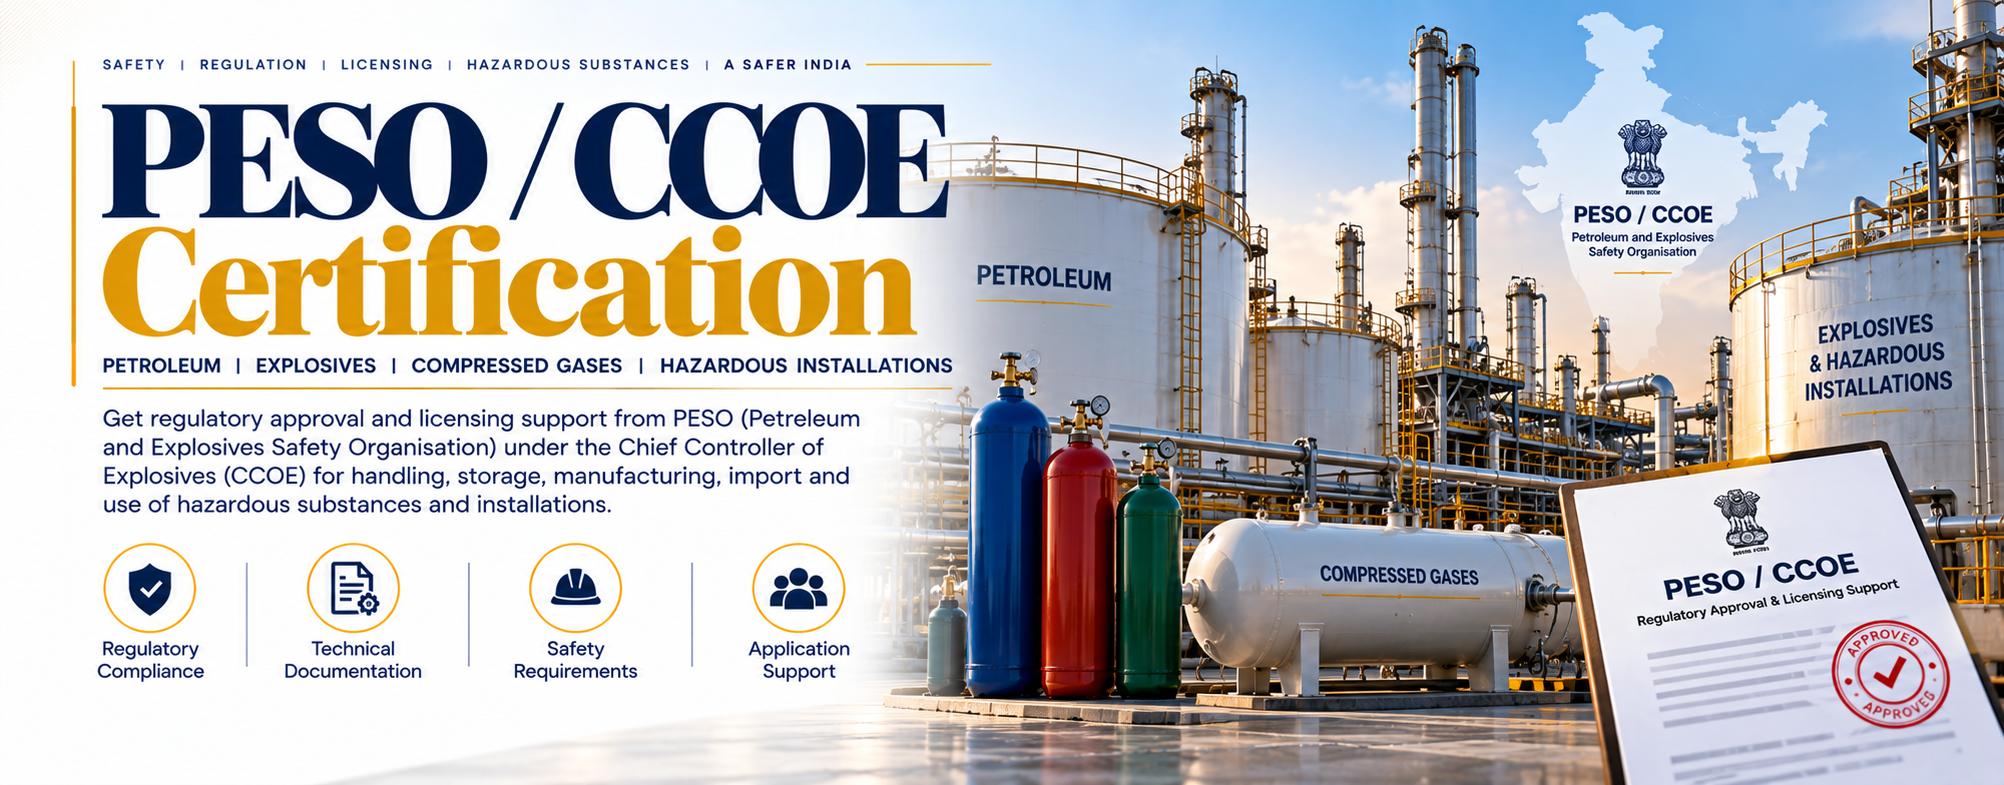 SAFETY | REGULATION | LICENSING | HAZARDOUS SUBSTANCES | A SAFER INDIA
PESO / CCOE
Certification
PETROLEUM | EXPLOSIVES | COMPRESSED GASES | HAZARDOUS INSTALLATIONS
Get regulatory approval and licensing support from PESO (Petreleum
and Explosives Safety Organisation) under the Chief Controller of
Explosives (CCOE) for handling, storage, manufacturing, import and
use of hazardous substances and installations.
Regulatory
Compliance
Technical
Documentation
Safety
Requirements
Application
Support
PETROLEUM
COMPRESSED GASES
PESO / CCOE
Petroleum and Explosives
Safety Organisation
EXPLOSIVES
& HAZARDOUS
INSTALLATIONS
PESO / CCOE
Regulatory Approval & Licensing Support
APPROVED
APPROVED